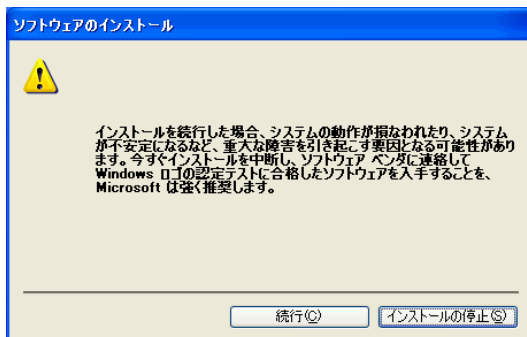 ソフトウェアのインストール
インストールを続行した場合、システムの動作が損なわれたり、システム
が不安定になるなど、重大な障害を引き起こす要因となる可能性があり
ます。今すぐインストールを中断し、ソフトウェア ベンダに連絡して
Windows ロゴの認定テストに合格したソフトウェアを入手することを、
Microsoft は強く推奨します。
続行(C)
インストールの停止(S)